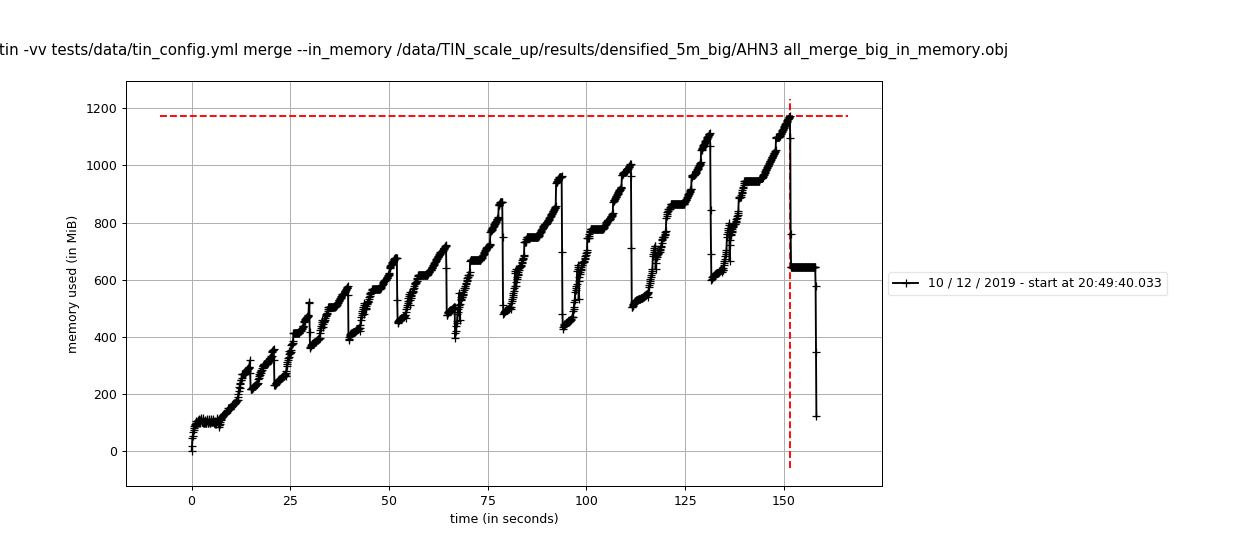 tin -vv tests/data/tin_config.yml merge --in_memory /data/TIN_scale_up/results/densified_5m_big/AHN3 all_merge_big_in_memory.obj
1200
1000
800
600
400
200
0
memory used (in MiB)
0 25 50 75 100 125 150
time (in seconds)
10 / 12 / 2019 - start at 20:49:40.033